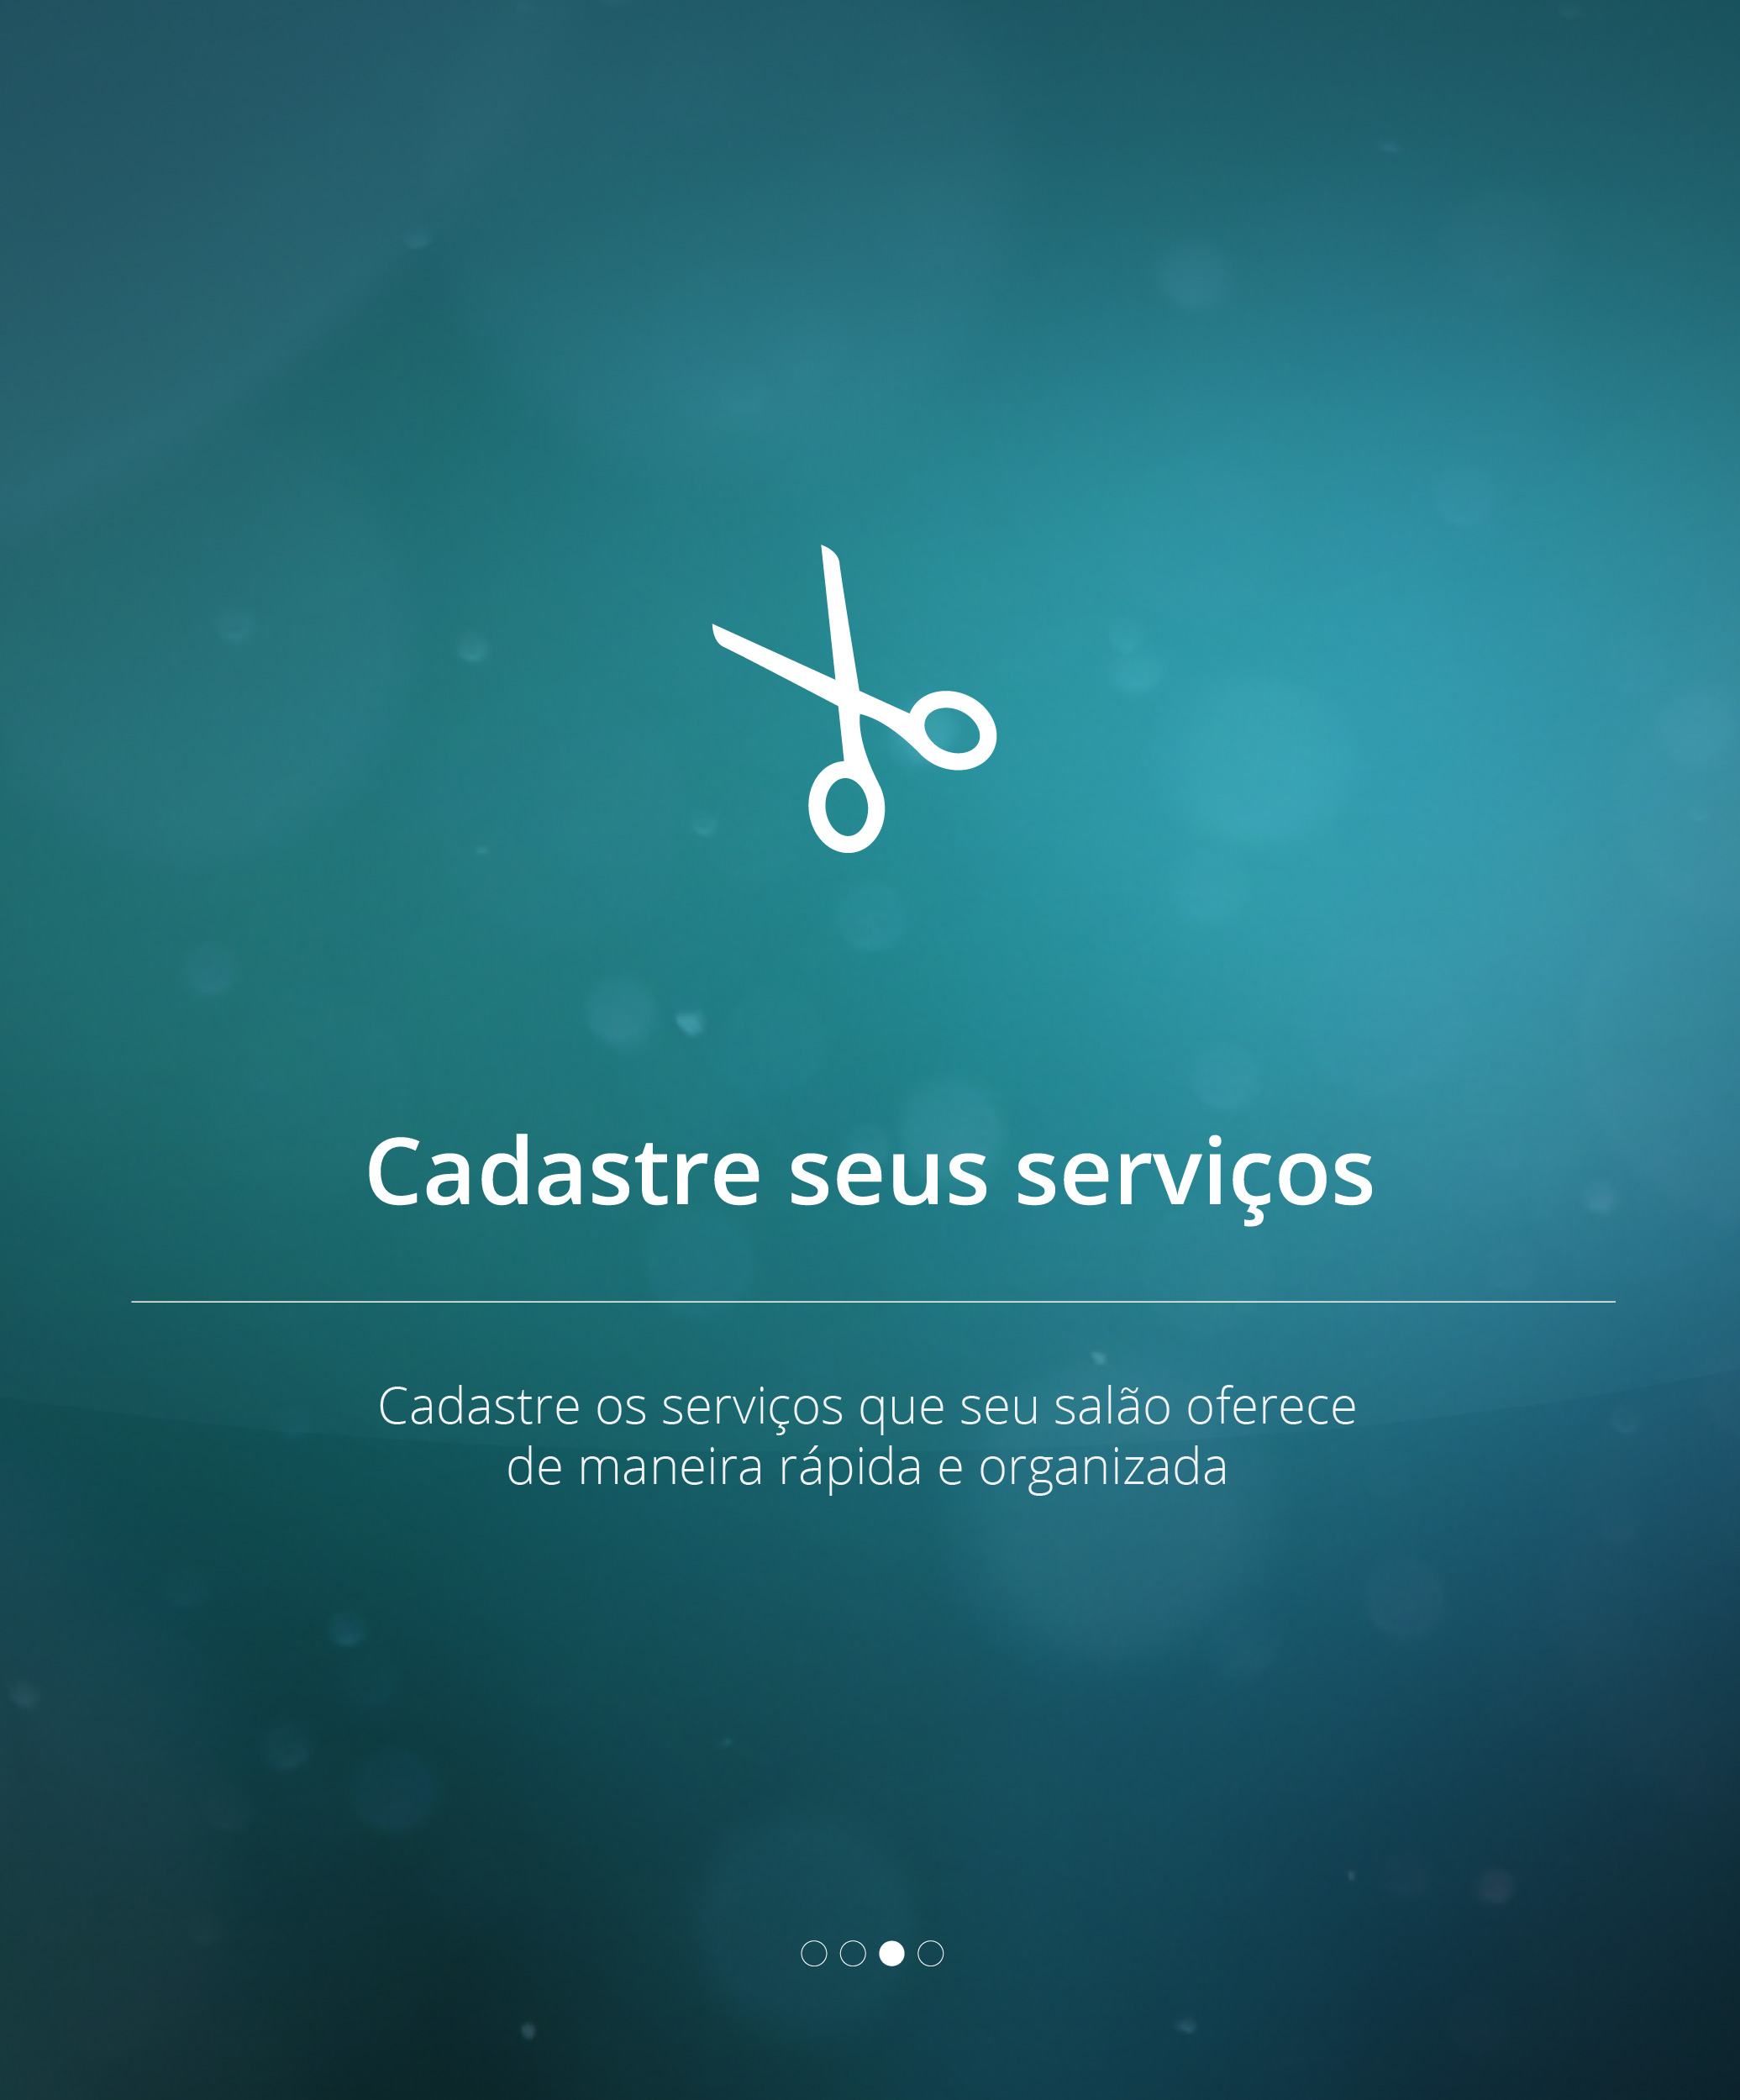 Cadastre seus serviços
Cadastre os serviços que seu salão oferece
de maneira rápida e organizada